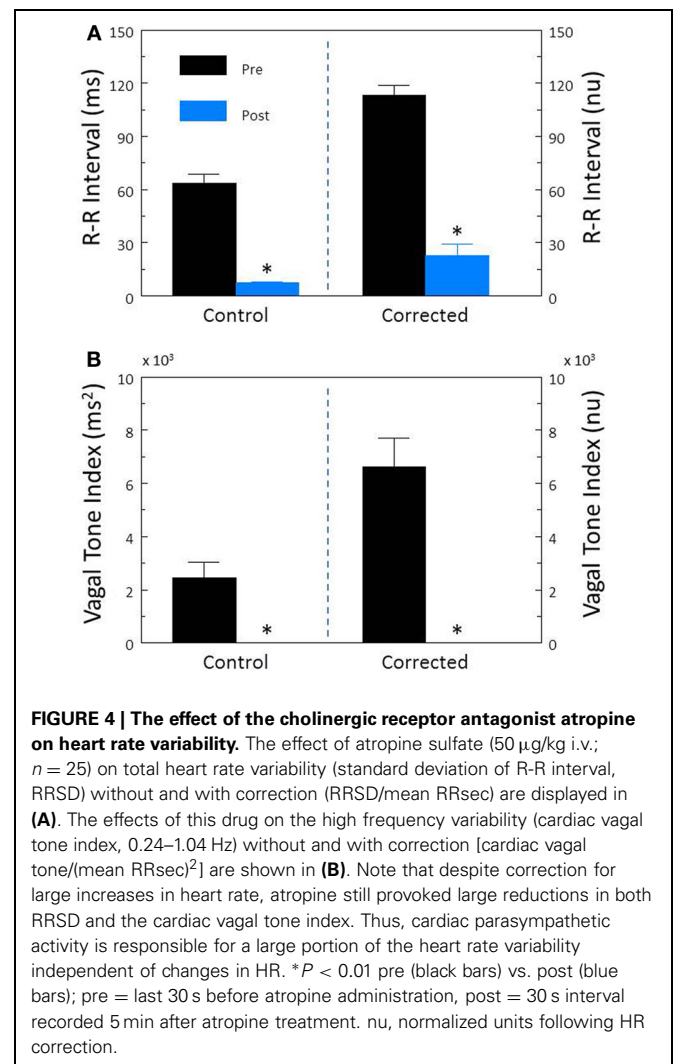 A
150
150
120
120
90
90
60
60
30
30
0
0
R-R Interval (ms)
R-R Interval (nu)
Pre
Post
*
*
Control
Corrected
B
x 10³
x 10³
10
10
8
8
6
6
4
4
2
2
0
0
Vagal Tone Index (ms²)
Vagal Tone Index (nu)
*
*
Control
Corrected
FIGURE 4 | The effect of the cholinergic receptor antagonist atropine
on heart rate variability. The effect of atropine sulfate (50 μg/kg i.v.;
n = 25) on total heart rate variability (standard deviation of R-R interval,
RRSD) without and with correction (RRSD/mean RRsec) are displayed in
(A). The effects of this drug on the high frequency variability (cardiac vagal
tone index, 0.24–1.04 Hz) without and with correction [cardiac vagal
tone/(mean RRsec)²] are shown in (B). Note that despite correction for
large increases in heart rate, atropine still provoked large reductions in both
RRSD and the cardiac vagal tone index. Thus, cardiac parasympathetic
activity is responsible for a large portion of the heart rate variability
independent of changes in HR. *P < 0.01 pre (black bars) vs. post (blue
bars); pre = last 30 s before atropine administration, post = 30 s interval
recorded 5 min after atropine treatment. nu, normalized units following HR
correction.